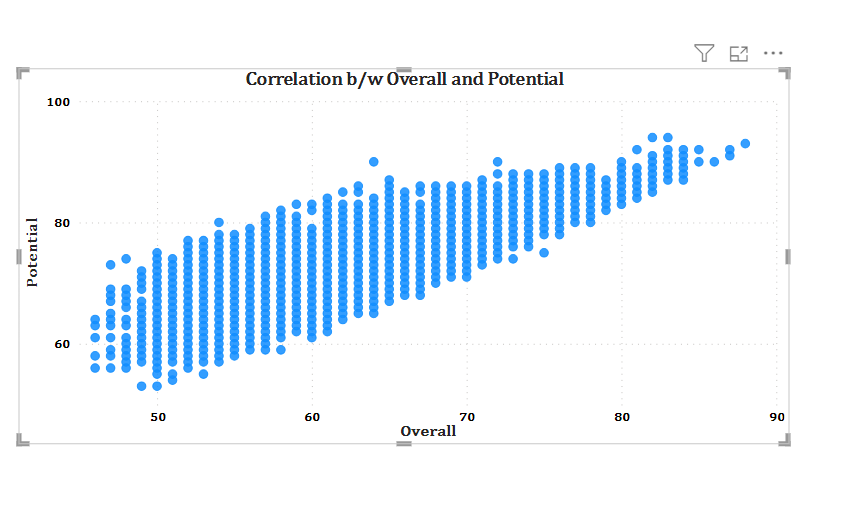 Correlation b/w Overall and Potential
100
80
60
Potential
50 60 70 80 90
Overall